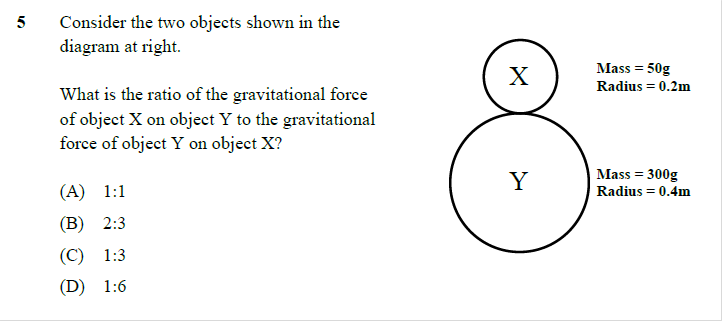 5 Consider the two objects shown in the
diagram at right.
What is the ratio of the gravitational force
of object X on object Y to the gravitational
force of object Y on object X?
(A) 1:1
(B) 2:3
(C) 1:3
(D) 1:6
X
Mass = 50g
Radius = 0.2m
Y
Mass = 300g
Radius = 0.4m